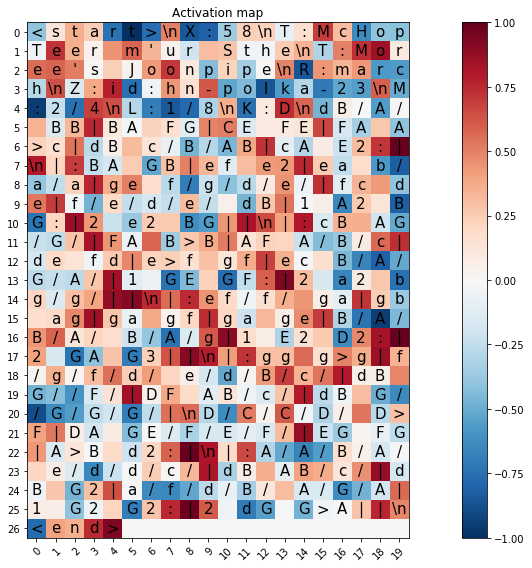 Activation map
0 < s t a r t > \n X : 5 8 \n T : M c H o p
1 T e e r m ' u r S t h e \n T : M o r
2 e e ' s J o o n p i p e \n R : m a r c
3 h \n Z : i d : h n - p o l k a - 2 3 \n M
4 : 2 / 4 \n L : 1 / 8 \n K : D \n d B / A /
5 B B | B A F G | C E F E | F A A
6 > c | d B c / B / A B | c A E 2 : |
7 \n | : B A G B | e f e 2 | e a b /
8 a / a | g e f / g / d / e / | f c d
9 e | f / e / d / e / d B | 1 A 2 B
10 G : | 2 e 2 B G | | \n | : c B A G
11 / G / | F A B > B | A F A / B / c |
12 d e f d | e > f g f | e c B / A /
13 G / A / | 1 G E G F : | 2 a 2 b
14 g / g / | | \n | : e f / f / g a | g b
15 a g | g a g f | g a g e | B / A /
16 B / A / B / A / g | 1 E 2 D 2 : |
17 2 G A G 3 : | \n | : g g g > g | f
18 / g / f / d / e / d / B / c / | d B
19 G / / F / | D F A B / c / | d B G /
20 G / G / G / | \n D / C / C / D / D >
21 F | D A G E / F / E / F / | E G F G
22 | A > B d 2 : | \n | : A / A / B / A /
23 e / d / d / c / | d B A B / c / | d
24 B G 2 | a / f / d / B / A / G / A |
25 1 G 2 G 2 : | 2 d G G > A | | \n
26 < e n d >
0 1 2 3 4 5 6 7 8 9 10 11 12 13 14 15 16 17 18 19
1.00
0.75
0.50
0.25
0.00
−0.25
−0.50
−0.75
−1.00